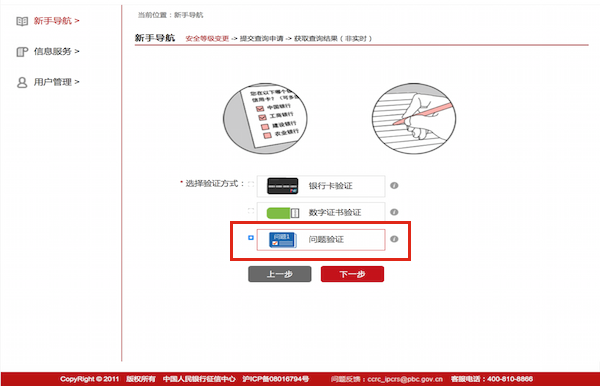 新手导航 >
信息服务 >
用户管理 >
当前位置：新手导航
新手导航 安全等级变更 -> 提交查询申请 -> 获取查询结果（非实时）
您在以下哪个银
信用卡？（可多选
中国银行
工商银行
建设银行
农业银行
* 选择验证方式：
银行卡验证
数字证书验证
问题1
问题验证
上一步 下一步
CopyRight © 2011 版权所有 中国人民银行征信中心 沪ICP备08016794号 问题反馈：ccrc_ipcrs@pbc.gov.cn 客服电话：400-810-8866